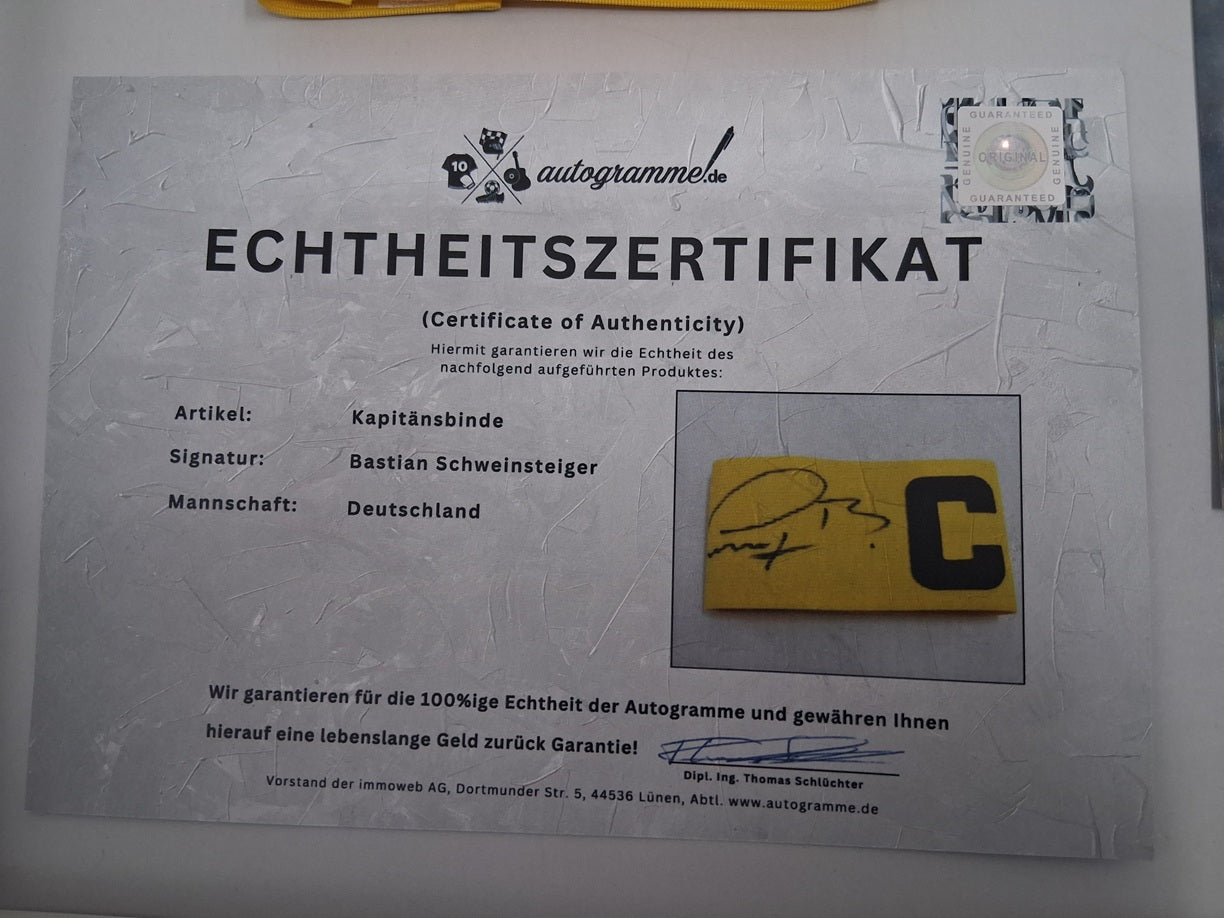 10
autogramme.de
GUARANTEED
GENUINE
ORIGINAL
GENUINE
GUARANTEED
ECHTHEITSZERTIFIKAT
(Certificate of Authenticity)
Hiermit garantieren wir die Echtheit des
nachfolgend aufgeführten Produktes:
Artikel: Kapitänsbinde
Signatur: Bastian Schweinsteiger
Mannschaft: Deutschland
C
Wir garantieren für die 100%ige Echtheit der Autogramme und gewähren Ihnen
hierauf eine lebenslange Geld zurück Garantie!
Dipl. Ing. Thomas Schlüchter
Vorstand der immoweb AG, Dortmunder Str. 5, 44536 Lünen, Abtl. www.autogramme.de